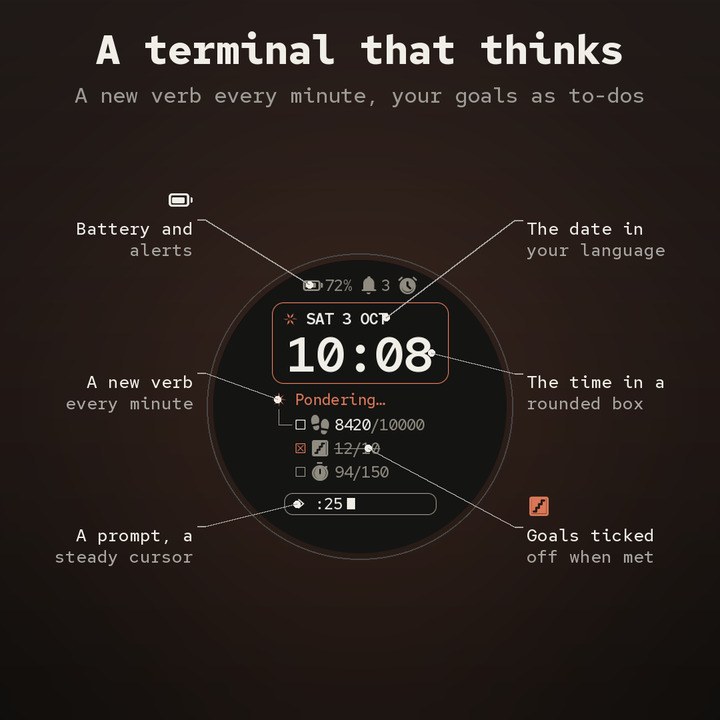 A terminal that thinks
A new verb every minute, your goals as to-dos
Battery and
alerts
The date in
your language
72% 3
SAT 3 OCT
10:08
A new verb
every minute
The time in a
rounded box
Pondering…
8420/10000
12/10
94/150
:25
A prompt, a
steady cursor
Goals ticked
off when met